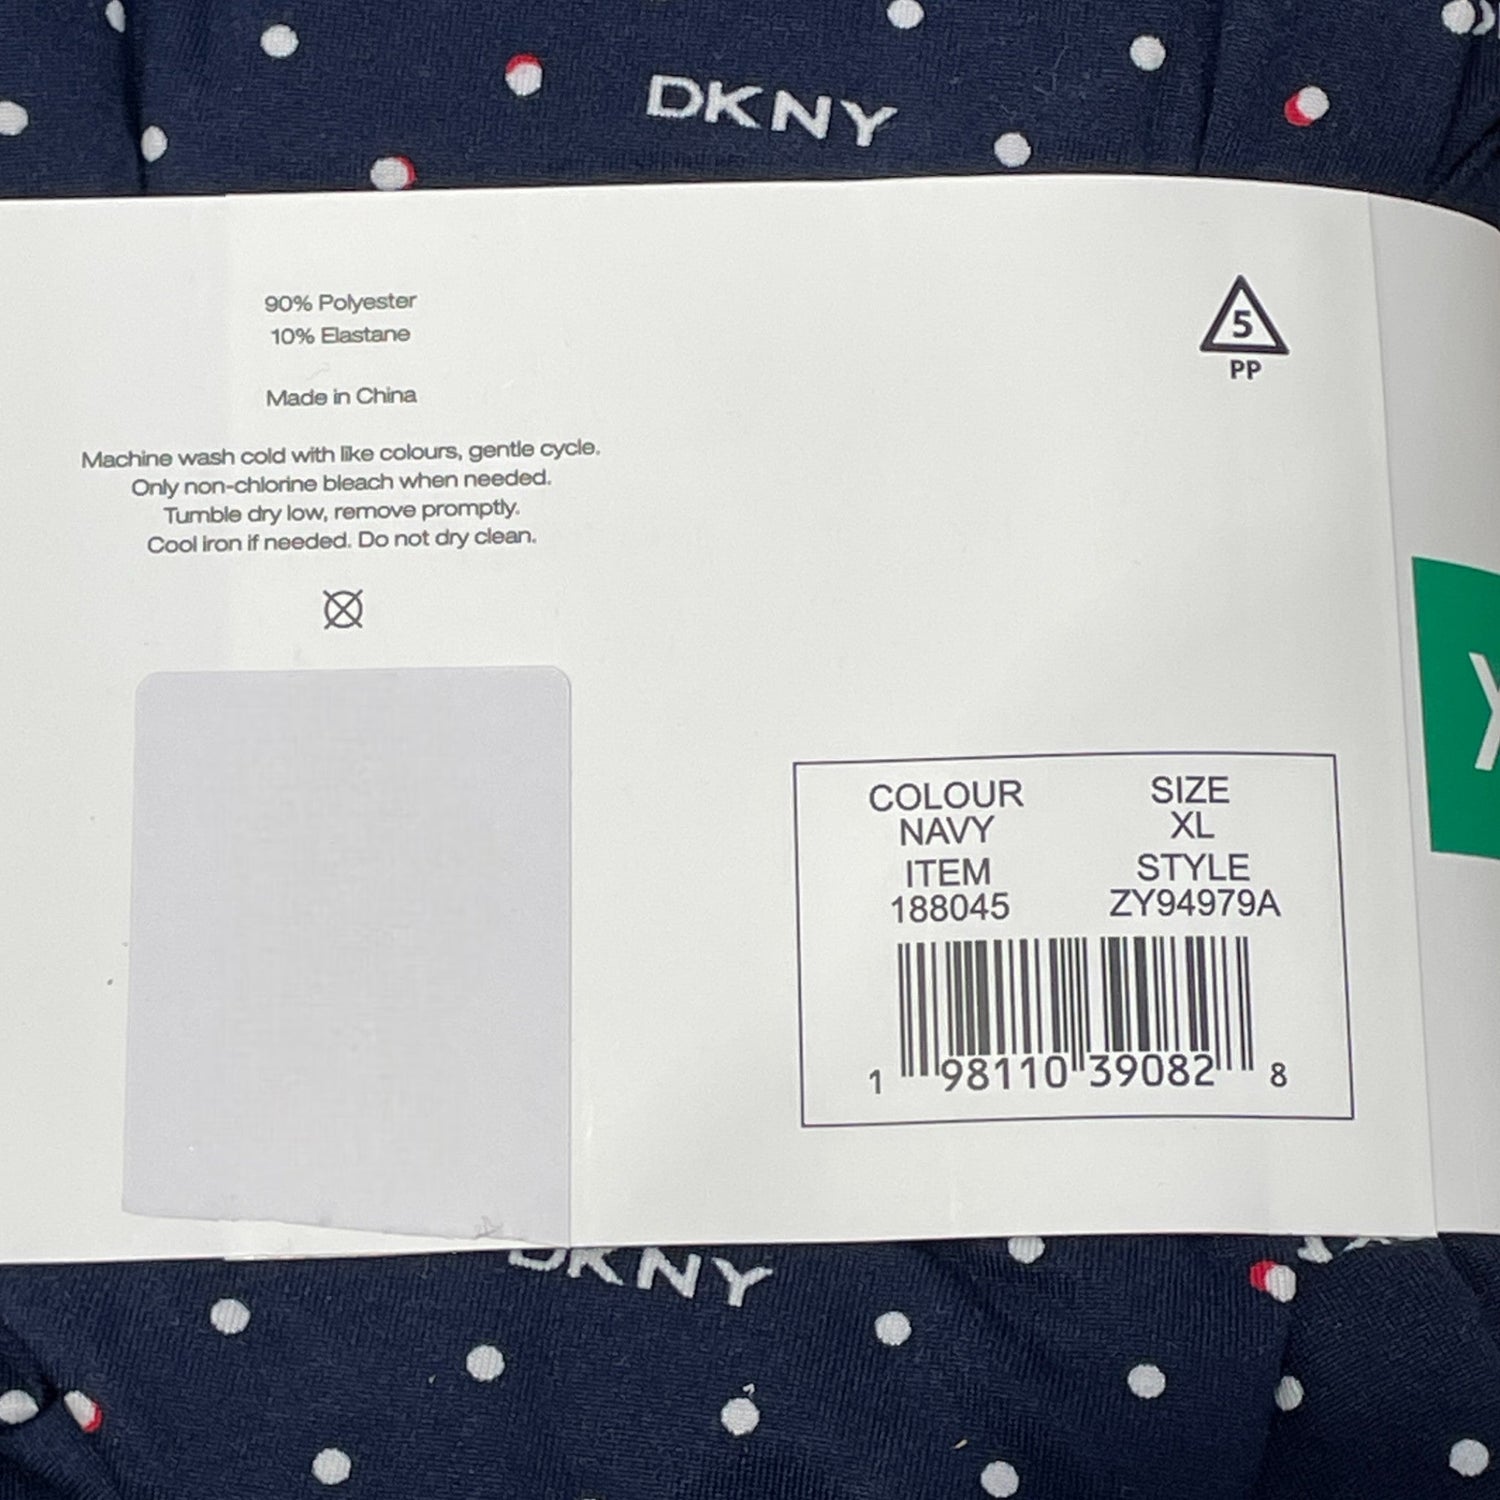 DKNY
90% Polyester
10% Elastane
Made in China
Machine wash cold with like colours, gentle cycle.
Only non-chlorine bleach when needed.
Tumble dry low, remove promptly.
Cool iron if needed. Do not dry clean.
5
PP
COLOUR
NAVY
SIZE
XL
ITEM
188045
STYLE
ZY94979A
1 98110 39082 8
DKNY